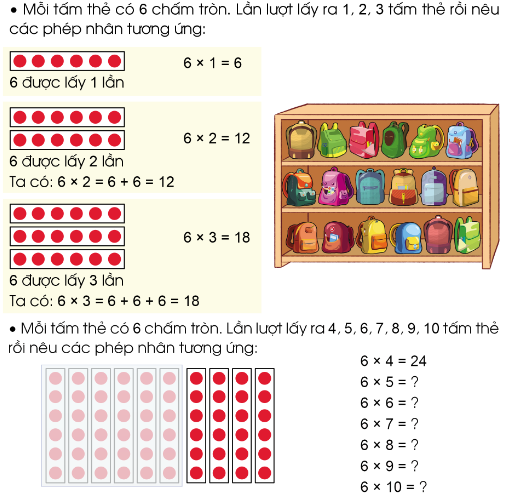 • Mỗi tấm thẻ có 6 chấm tròn. Lần lượt lấy ra 1, 2, 3 tấm thẻ rồi nêu
các phép nhân tương ứng:
6 × 1 = 6
6 được lấy 1 lần
6 × 2 = 12
6 được lấy 2 lần
Ta có: 6 × 2 = 6 + 6 = 12
6 × 3 = 18
6 được lấy 3 lần
Ta có: 6 × 3 = 6 + 6 + 6 = 18
• Mỗi tấm thẻ có 6 chấm tròn. Lần lượt lấy ra 4, 5, 6, 7, 8, 9, 10 tấm thẻ
rồi nêu các phép nhân tương ứng:
6 × 4 = 24
6 × 5 = ?
6 × 6 = ?
6 × 7 = ?
6 × 8 = ?
6 × 9 = ?
6 × 10 = ?